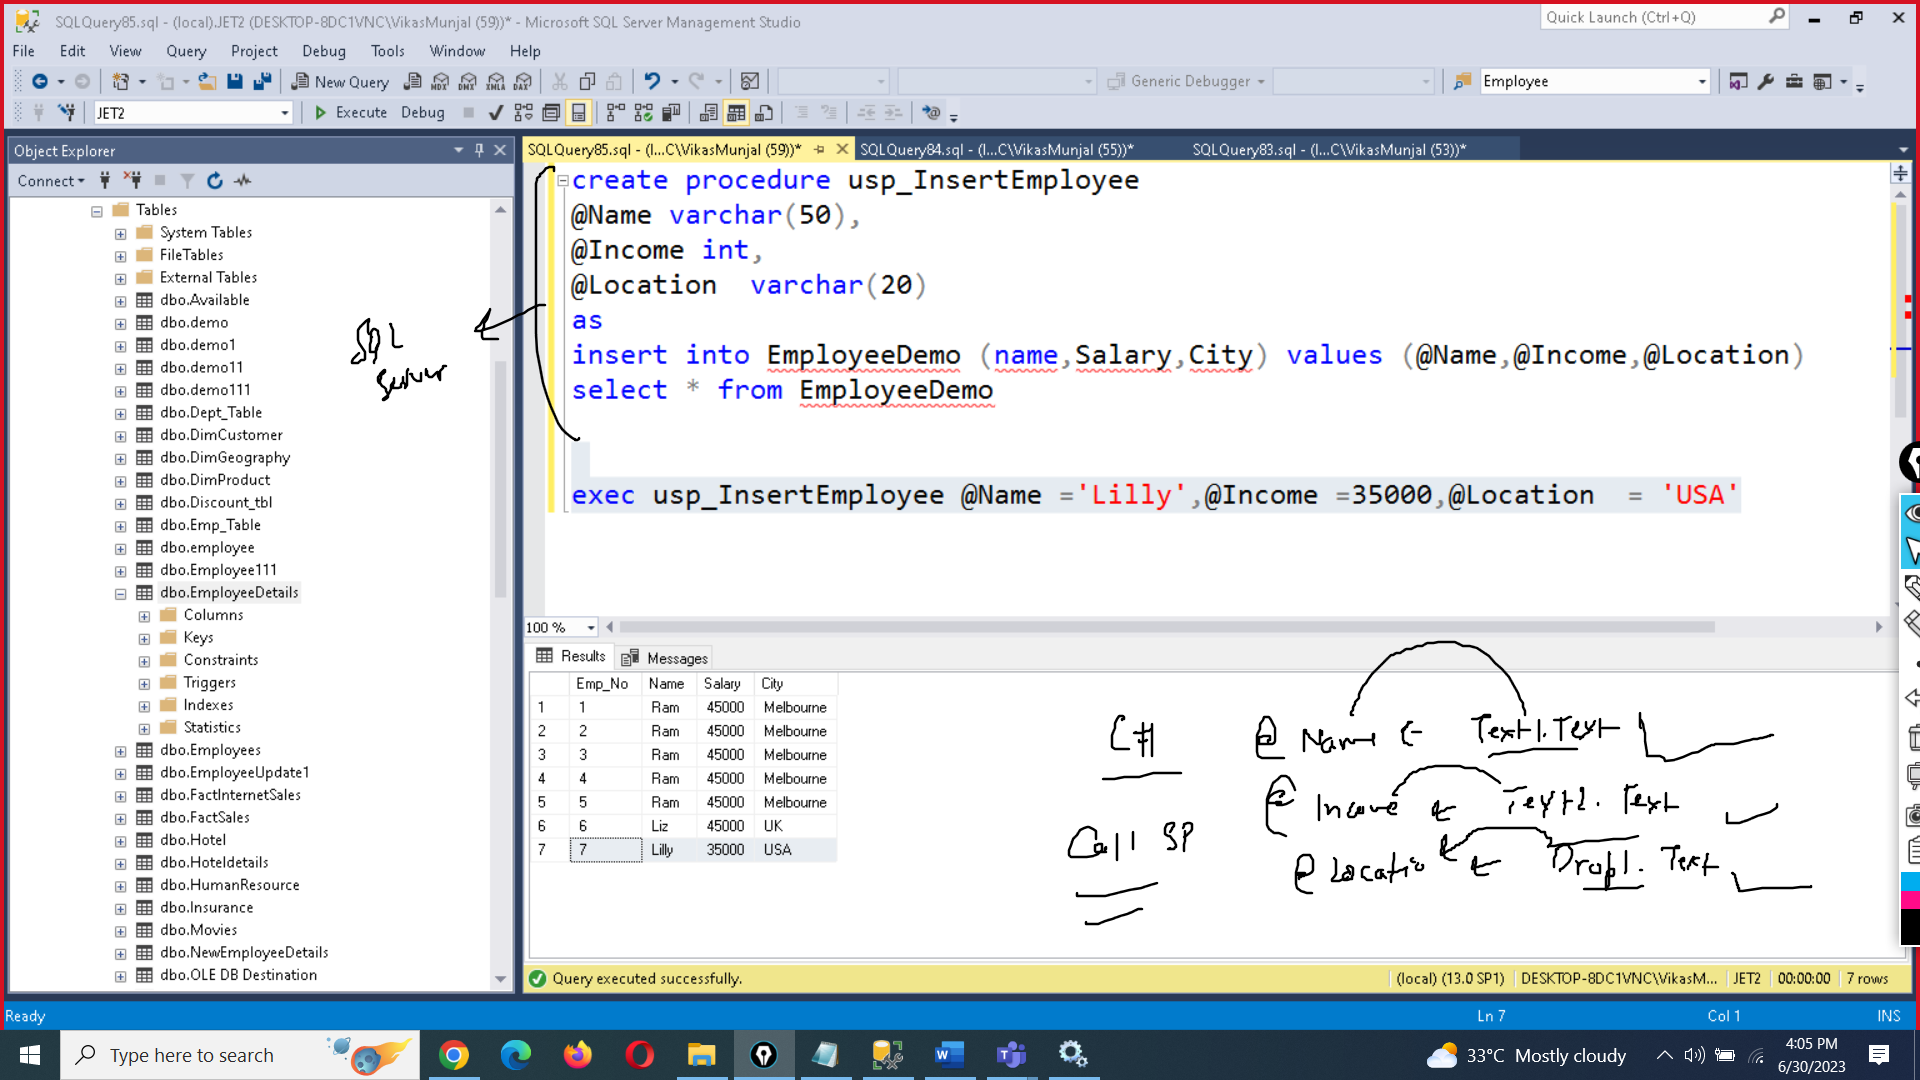 SQLQuery85.sql - (local).JET2 (DESKTOP-8DC1VNC\VikasMunjal (59))* - Microsoft SQL Server Management Studio
Quick Launch (Ctrl+Q)
File Edit View Query Project Debug Tools Window Help
New Query
MDX DMX XMLA DAX
Generic Debugger
Employee
JET2
Execute Debug
Object Explorer
Connect
Tables
System Tables
FileTables
External Tables
dbo.Available
dbo.demo
dbo.demo1
dbo.demo11
dbo.demo111
dbo.Dept_Table
dbo.DimCustomer
dbo.DimGeography
dbo.DimProduct
dbo.Discount_tbl
dbo.Emp_Table
dbo.employee
dbo.Employee111
dbo.EmployeeDetails
Columns
Keys
Constraints
Triggers
Indexes
Statistics
dbo.Employees
dbo.EmployeeUpdate1
dbo.FactInternetSales
dbo.FactSales
dbo.Hotel
dbo.Hoteldetails
dbo.HumanResource
dbo.Insurance
dbo.Movies
dbo.NewEmployeeDetails
dbo.OLE DB Destination
SQL
Server
SQLQuery85.sql - (l...C\VikasMunjal (59))* SQLQuery84.sql - (l...C\VikasMunjal (55))* SQLQuery83.sql - (l...C\VikasMunjal (53))*
create procedure usp_InsertEmployee
@Name varchar(50),
@Income int,
@Location varchar(20)
as
insert into EmployeeDemo (name,Salary,City) values (@Name,@Income,@Location)
select * from EmployeeDemo
exec usp_InsertEmployee @Name ='Lilly',@Income =35000,@Location = 'USA'
100 %
Results Messages
Emp_No Name Salary City
1 1 Ram 45000 Melbourne
2 2 Ram 45000 Melbourne
3 3 Ram 45000 Melbourne
4 4 Ram 45000 Melbourne
5 5 Ram 45000 Melbourne
6 6 Liz 45000 UK
7 7 Lilly 35000 USA
C#
Call SP
@ Name ← Text1.Text
@ Income ← Text2. Text
@ Locatio ← Drop1. Text
Query executed successfully.
(local) (13.0 SP1) DESKTOP-8DC1VNC\VikasM... JET2 00:00:00 7 rows
Ready Ln 7 Col 1 INS
Type here to search
33°C Mostly cloudy
4:05 PM
6/30/2023